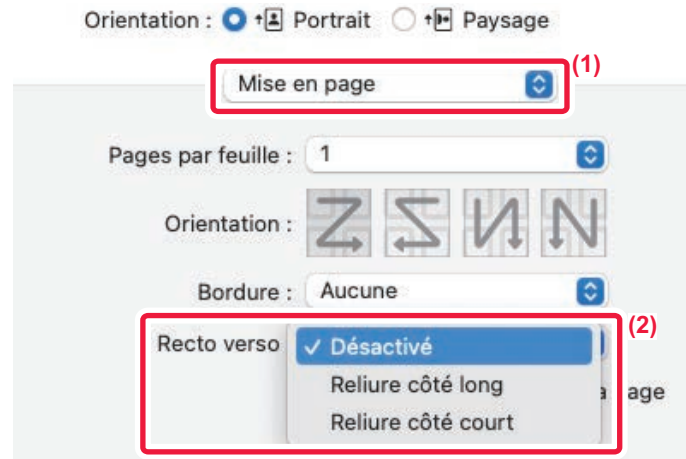 Orientation : Portrait Paysage
(1)
Mise en page
Pages par feuille : 1
Orientation :
Bordure : Aucune
(2)
Recto verso ✓ Désactivé
Reliure côté long
Reliure côté court